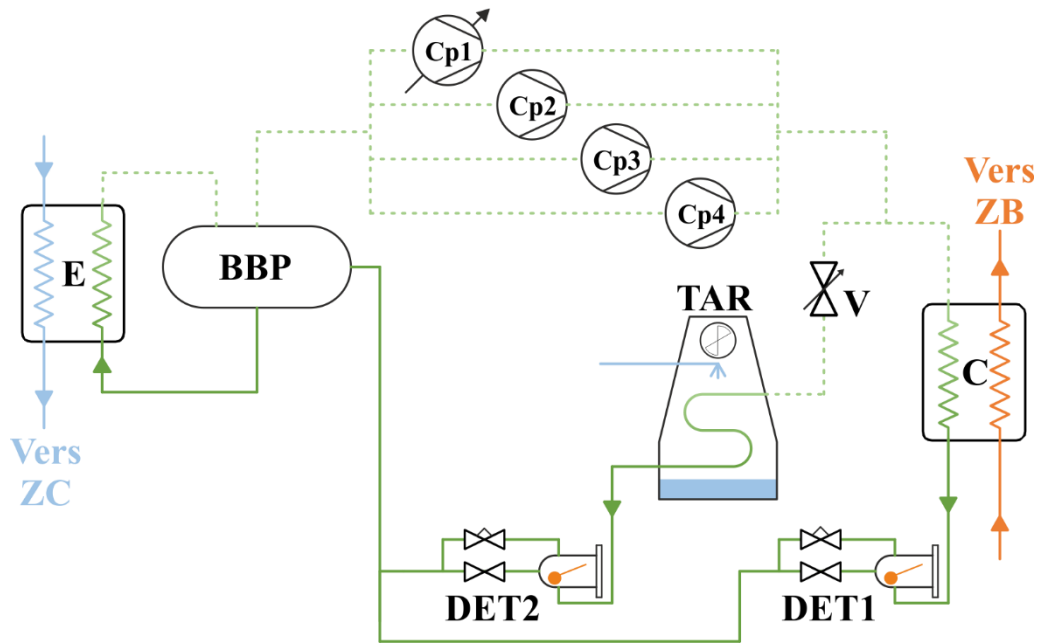 Cp1
Cp2
Cp3
Cp4
Vers
ZB
E
BBP
TAR
V
C
Vers
ZC
DET2
DET1